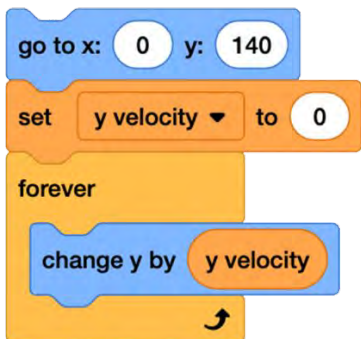 go to x: 0 y: 140
set y velocity to 0
forever
change y by y velocity